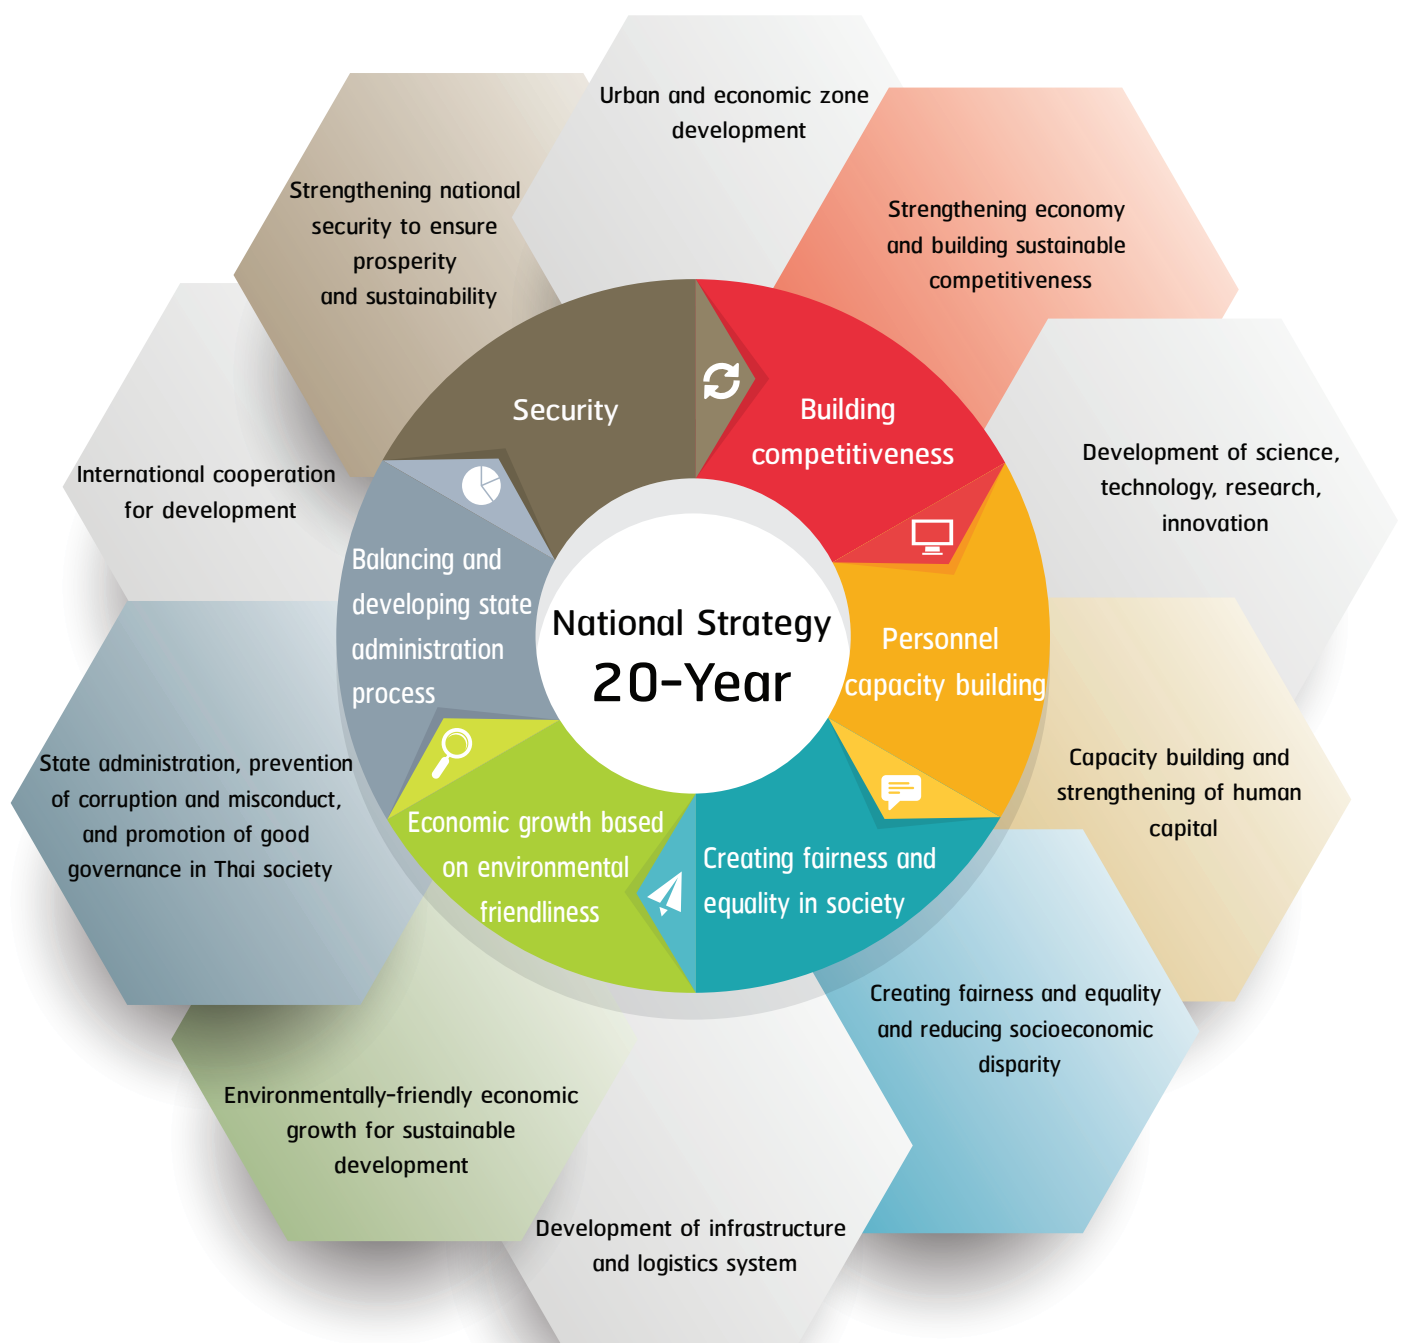 Urban and economic zone
development
Strengthening economy
and building sustainable
competitiveness
Development of science,
technology, research,
innovation
Capacity building and
strengthening of human
capital
Creating fairness and equality
and reducing socioeconomic
disparity
Development of infrastructure
and logistics system
Environmentally-friendly economic
growth for sustainable
development
State administration, prevention
of corruption and misconduct,
and promotion of good
governance in Thai society
International cooperation
for development
Strengthening national
security to ensure
prosperity
and sustainability
Security
Building
competitiveness
Personnel
capacity building
Creating fairness and
equality in society
Economic growth based
on environmental
friendliness
Balancing and
developing state
administration
process
National Strategy
20-Year